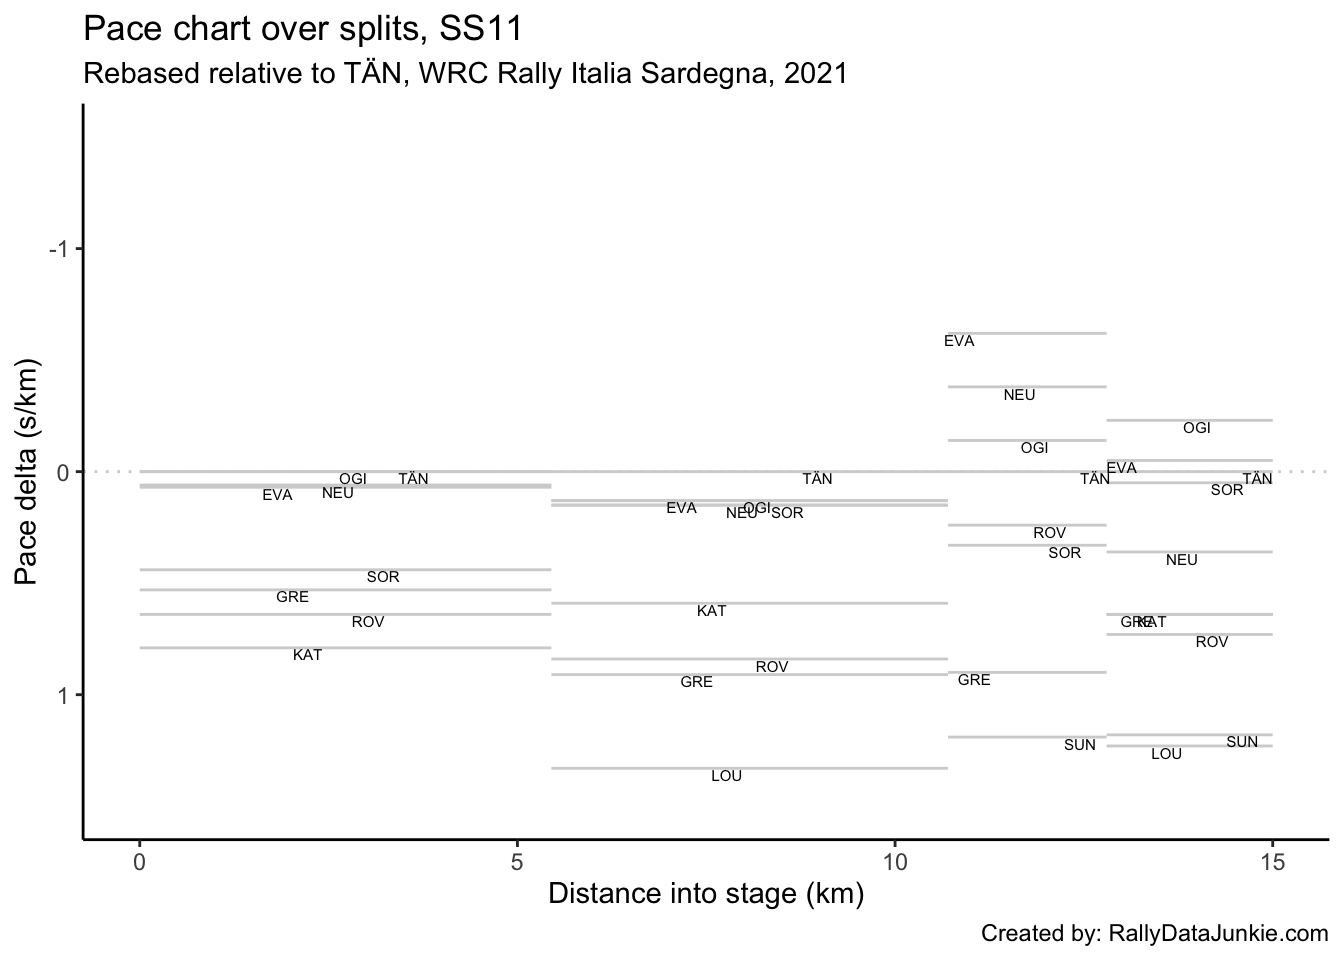 Pace chart over splits, SS11
Rebased relative to TÄN, WRC Rally Italia Sardegna, 2021
Pace delta (s/km)
-1
0
1
OGI TÄN
EVA NEU
SOR
GRE
ROV
KAT
TÄN
EVA NEU OGI SOR
KAT
ROV
GRE
LOU
EVA
NEU
OGI
TÄN
ROV
SOR
GRE
SUN
OGI
EVA
TÄN
SOR
NEU
GRE KAT
ROV
SUN
LOU
0 5 10 15
Distance into stage (km)
Created by: RallyDataJunkie.com